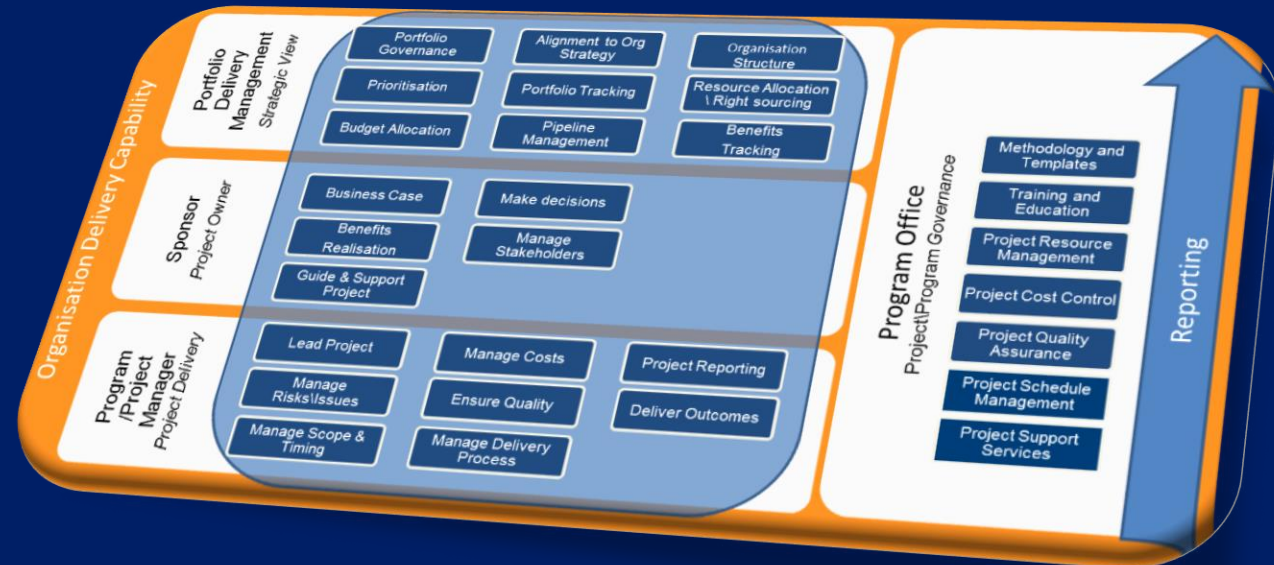 Organisation Delivery Capability
Portfolio
Delivery
Management
Strategic View
Portfolio
Governance
Alignment to Org
Strategy
Organisation
Structure
Prioritisation
Portfolio Tracking
Resource Allocation
\ Right sourcing
Budget Allocation
Pipeline
Management
Benefits
Tracking
Sponsor
Project Owner
Business Case
Make decisions
Benefits
Realisation
Manage
Stakeholders
Guide & Support
Project
Program
/Project
Manager
Project Delivery
Lead Project
Manage Costs
Project Reporting
Manage
Risks\Issues
Ensure Quality
Deliver Outcomes
Manage Scope &
Timing
Manage Delivery
Process
Program Office
Project\Program Governance
Methodology and
Templates
Training and
Education
Project Resource
Management
Project Cost Control
Project Quality
Assurance
Project Schedule
Management
Project Support
Services
Reporting